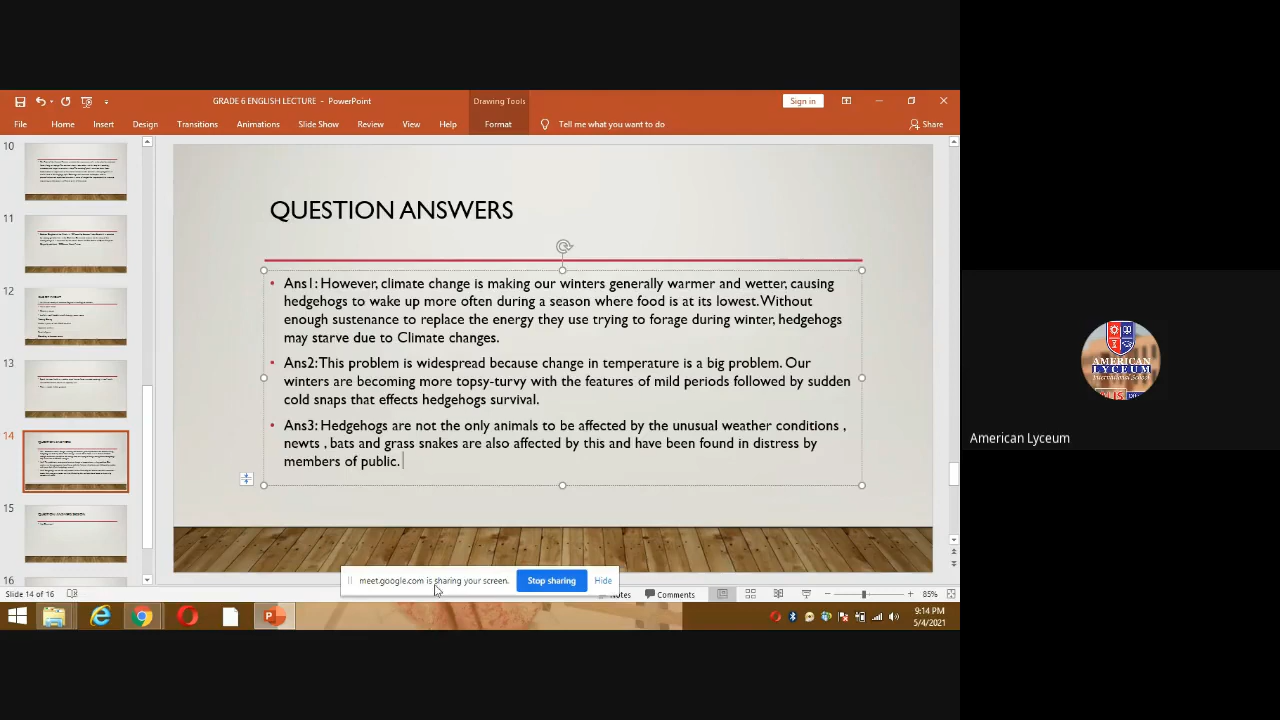 GRADE 6 ENGLISH LECTURE - PowerPoint
Drawing Tools
Sign in
File Home Insert Design Transitions Animations Slide Show Review View Help Format Tell me what you want to do Share
10
11
12
13
14
15
16
QUESTION ANSWERS
• Ans1: However, climate change is making our winters generally warmer and wetter, causing
hedgehogs to wake up more often during a season where food is at its lowest. Without
enough sustenance to replace the energy they use trying to forage during winter, hedgehogs
may starve due to Climate changes.
• Ans2: This problem is widespread because change in temperature is a big problem. Our
winters are becoming more topsy-turvy with the features of mild periods followed by sudden
cold snaps that effects hedgehogs survival.
• Ans3: Hedgehogs are not the only animals to be affected by the unusual weather conditions ,
newts , bats and grass snakes are also affected by this and have been found in distress by
members of public.
AMERICAN
LYCEUM
American Lyceum
meet.google.com is sharing your screen. Stop sharing Hide
Slide 14 of 16
Comments
85%
9:14 PM
5/4/2021